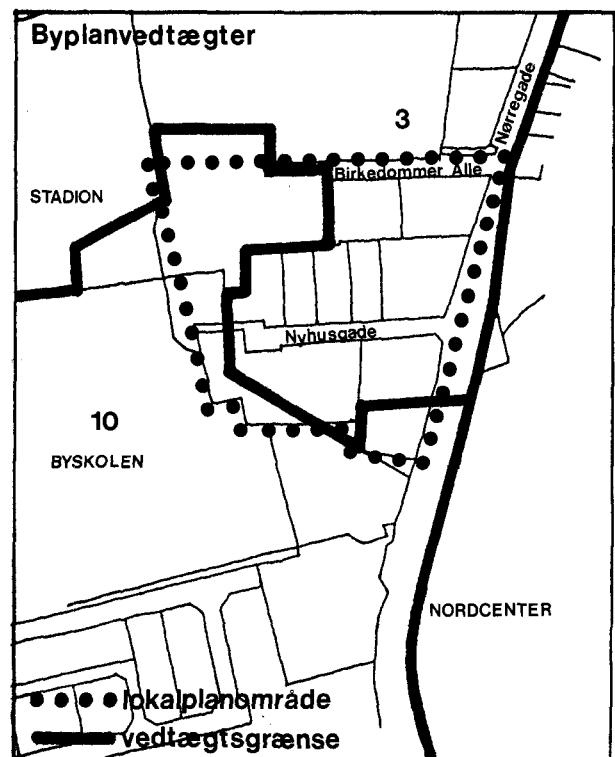 Byplanvedtægter
Nørregade
3
Birkedommer Alle
STADION
Nyhusgade
10
BYSKOLEN
NORDCENTER
lokalplanområde
vedtægtsgrænse